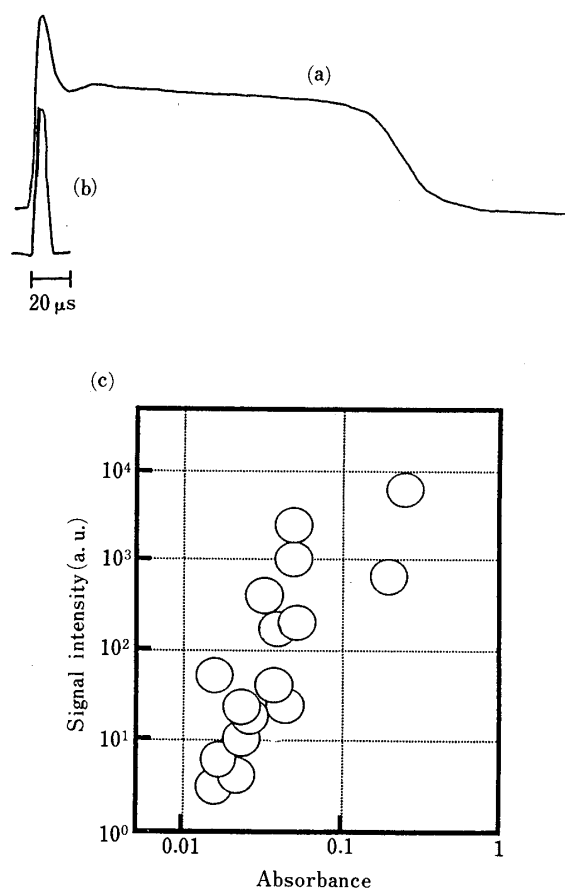 (a)
(b)
20 μs
(c)
10⁴
10³
10²
10¹
10⁰
Signal intensity (a. u.)
0.01 0.1 1
Absorbance